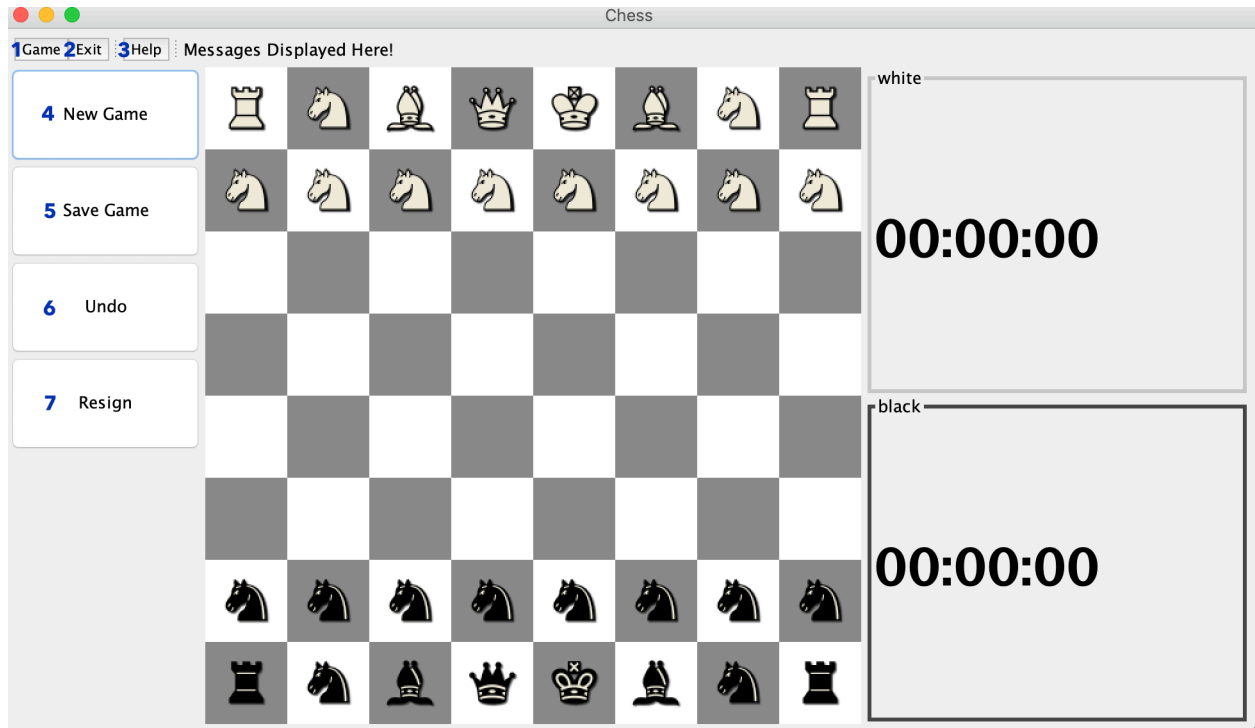 Chess
1Game 2Exit 3Help Messages Displayed Here!
4 New Game
5 Save Game
6 Undo
7 Resign
white
00:00:00
black
00:00:00